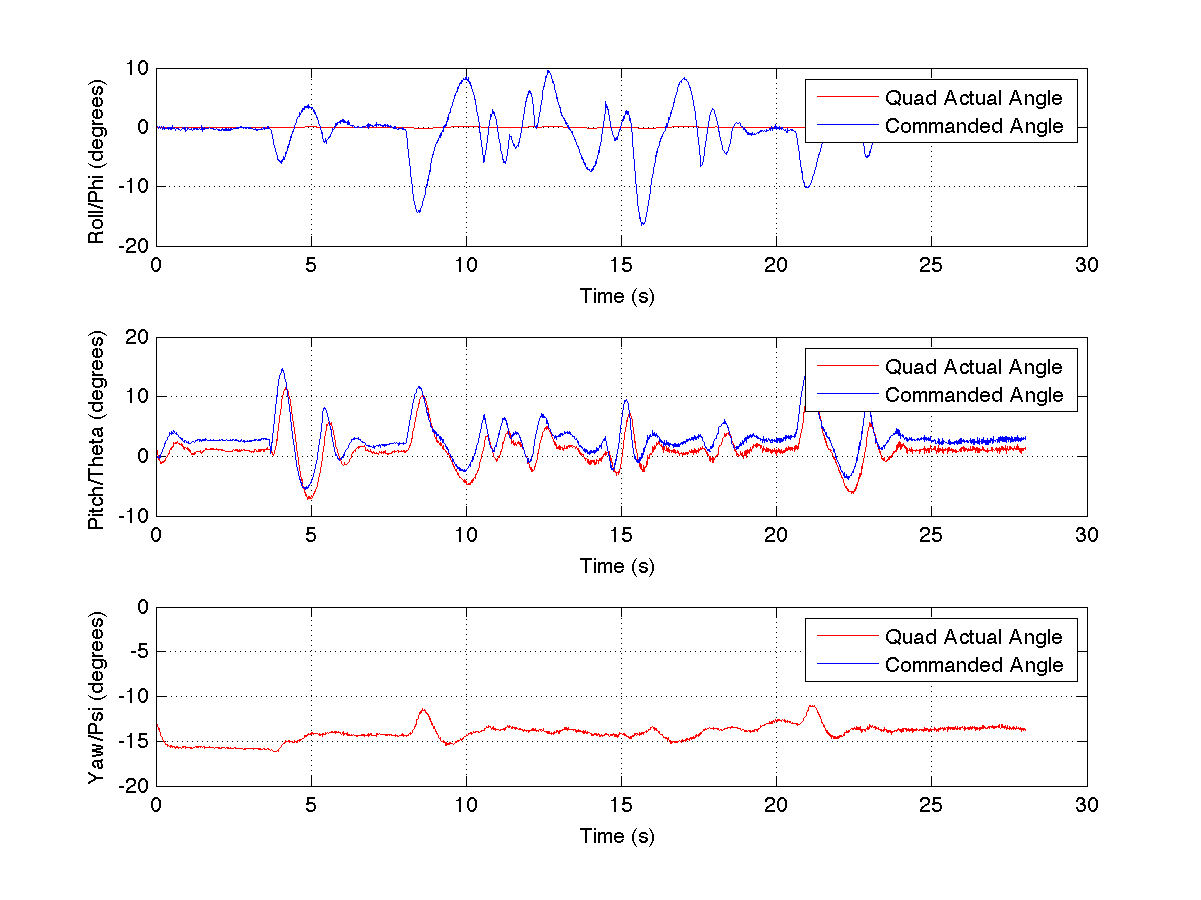 10
0
-10
-20
Roll/Phi (degrees)
Quad Actual Angle
Commanded Angle
0 5 10 15 20 25 30
Time (s)
20
10
0
-10
Pitch/Theta (degrees)
Quad Actual Angle
Commanded Angle
0 5 10 15 20 25 30
Time (s)
0
-5
-10
-15
-20
Yaw/Psi (degrees)
Quad Actual Angle
Commanded Angle
0 5 10 15 20 25 30
Time (s)